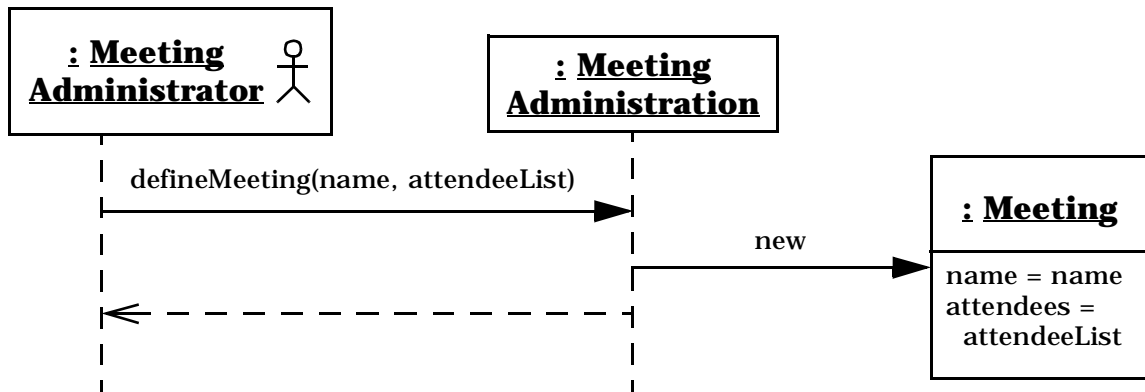 : Meeting
Administrator
: Meeting
Administration
defineMeeting(name, attendeeList)
new
: Meeting
name = name
attendees =
attendeeList